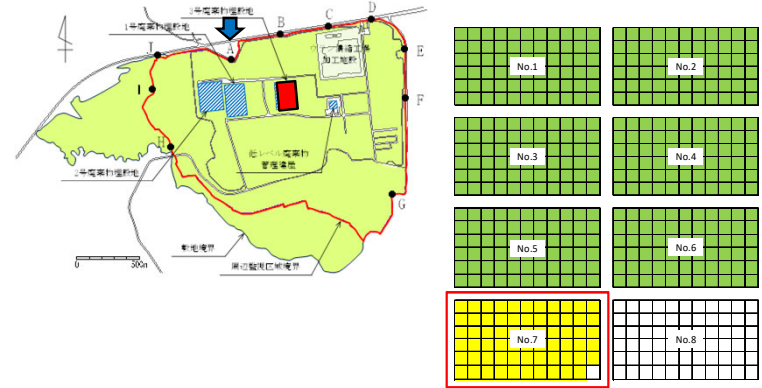 3号廃棄物埋設地
1号廃棄物埋設地
A
B
C
D
E
F
G
H
I
J
ウラン濃縮工場
加工施設
低レベル廃棄物
管理建屋
2号廃棄物埋設地
敷地境界
周辺監視区域境界
0
500m
No.1
No.2
No.3
No.4
No.5
No.6
No.7
No.8